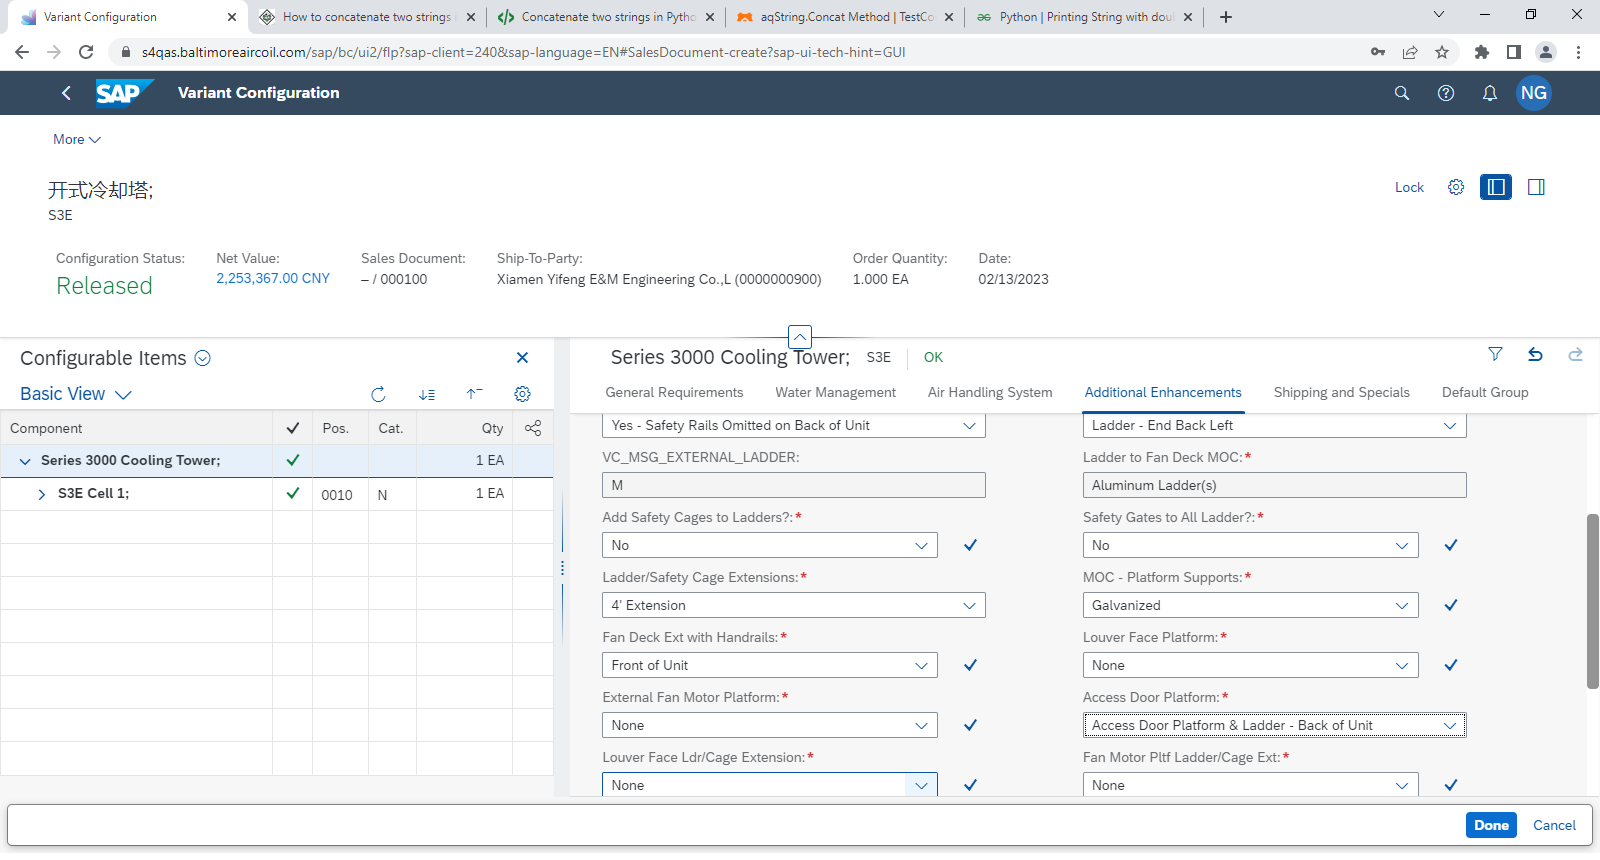 Variant Configuration
How to concatenate two strings i
Concatenate two strings in Pytho
aqString.Concat Method | TestCo
Python | Printing String with dou
s4qas.baltimoreaircoil.com/sap/bc/ui2/flp?sap-client=240&sap-language=EN#SalesDocument-create?sap-ui-tech-hint=GUI
SAP Variant Configuration NG
More
开式冷却塔;
S3E
Lock
Configuration Status: Net Value: Sales Document: Ship-To-Party: Order Quantity: Date:
Released 2,253,367.00 CNY – / 000100 Xiamen Yifeng E&M Engineering Co.,L (0000000900) 1.000 EA 02/13/2023
Configurable Items
Basic View
Component Pos. Cat. Qty
Series 3000 Cooling Tower; 1 EA
S3E Cell 1; 0010 N 1 EA
Series 3000 Cooling Tower; S3E OK
General Requirements Water Management Air Handling System Additional Enhancements Shipping and Specials Default Group
Yes - Safety Rails Omitted on Back of Unit Ladder - End Back Left
VC_MSG_EXTERNAL_LADDER: Ladder to Fan Deck MOC:*
M Aluminum Ladder(s)
Add Safety Cages to Ladders?:* Safety Gates to All Ladder?:*
No No
Ladder/Safety Cage Extensions:* MOC - Platform Supports:*
4' Extension Galvanized
Fan Deck Ext with Handrails:* Louver Face Platform:*
Front of Unit None
External Fan Motor Platform:* Access Door Platform:*
None Access Door Platform & Ladder - Back of Unit
Louver Face Ldr/Cage Extension:* Fan Motor Pltf Ladder/Cage Ext:*
None None
Done Cancel